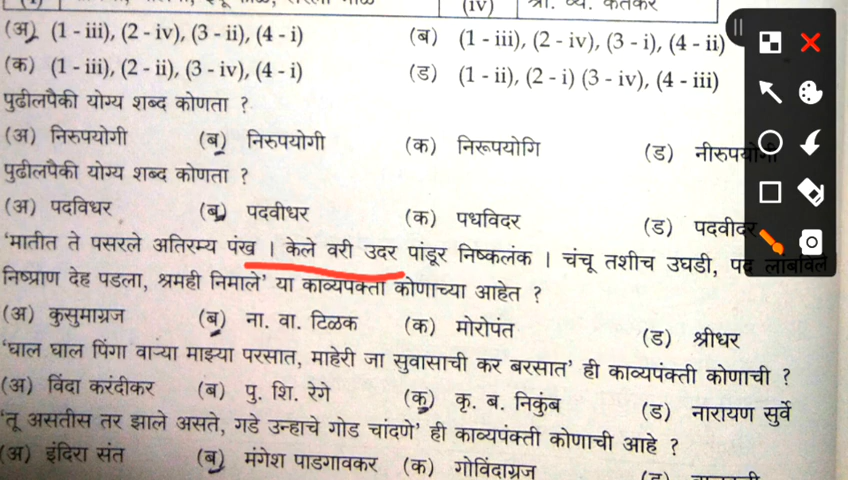 (iv) श्री. व्यं. केतकर
(अ) (1 - iii), (2 - iv), (3 - ii), (4 - i) (ब) (1 - iii), (2 - iv), (3 - i), (4 - ii)
(क) (1 - iii), (2 - ii), (3 - iv), (4 - i) (ड) (1 - ii), (2 - i) (3 - iv), (4 - iii)
पुढीलपैकी योग्य शब्द कोणता ?
(अ) निरुपयोगी (ब) निरुपयोगी (क) निरूपयोगि (ड) नीरुपयोगी
पुढीलपैकी योग्य शब्द कोणता ?
(अ) पदविधर (ब) पदवीधर (क) पधविदर (ड) पदवीदर
‘मातीत ते पसरले अतिरम्य पंख । केले वरी उदर पांडूर निष्कलंक । चंचू तशीच उघडी, पद लांबविले
निष्प्राण देह पडला, श्रमही निमाले’ या काव्यपंक्ती कोणाच्या आहेत ?
(अ) कुसुमाग्रज (ब) ना. वा. टिळक (क) मोरोपंत (ड) श्रीधर
‘घाल घाल पिंगा वाऱ्या माझ्या परसात, माहेरी जा सुवासाची कर बरसात’ ही काव्यपंक्ती कोणाची ?
(अ) विंदा करंदीकर (ब) पु. शि. रेगे (क) कृ. ब. निकुंब (ड) नारायण सुर्वे
‘तू असतीस तर झाले असते, गडे उन्हाचे गोड चांदणे’ ही काव्यपंक्ती कोणाची आहे ?
(अ) इंदिरा संत (ब) मंगेश पाडगावकर (क) गोविंदाग्रज